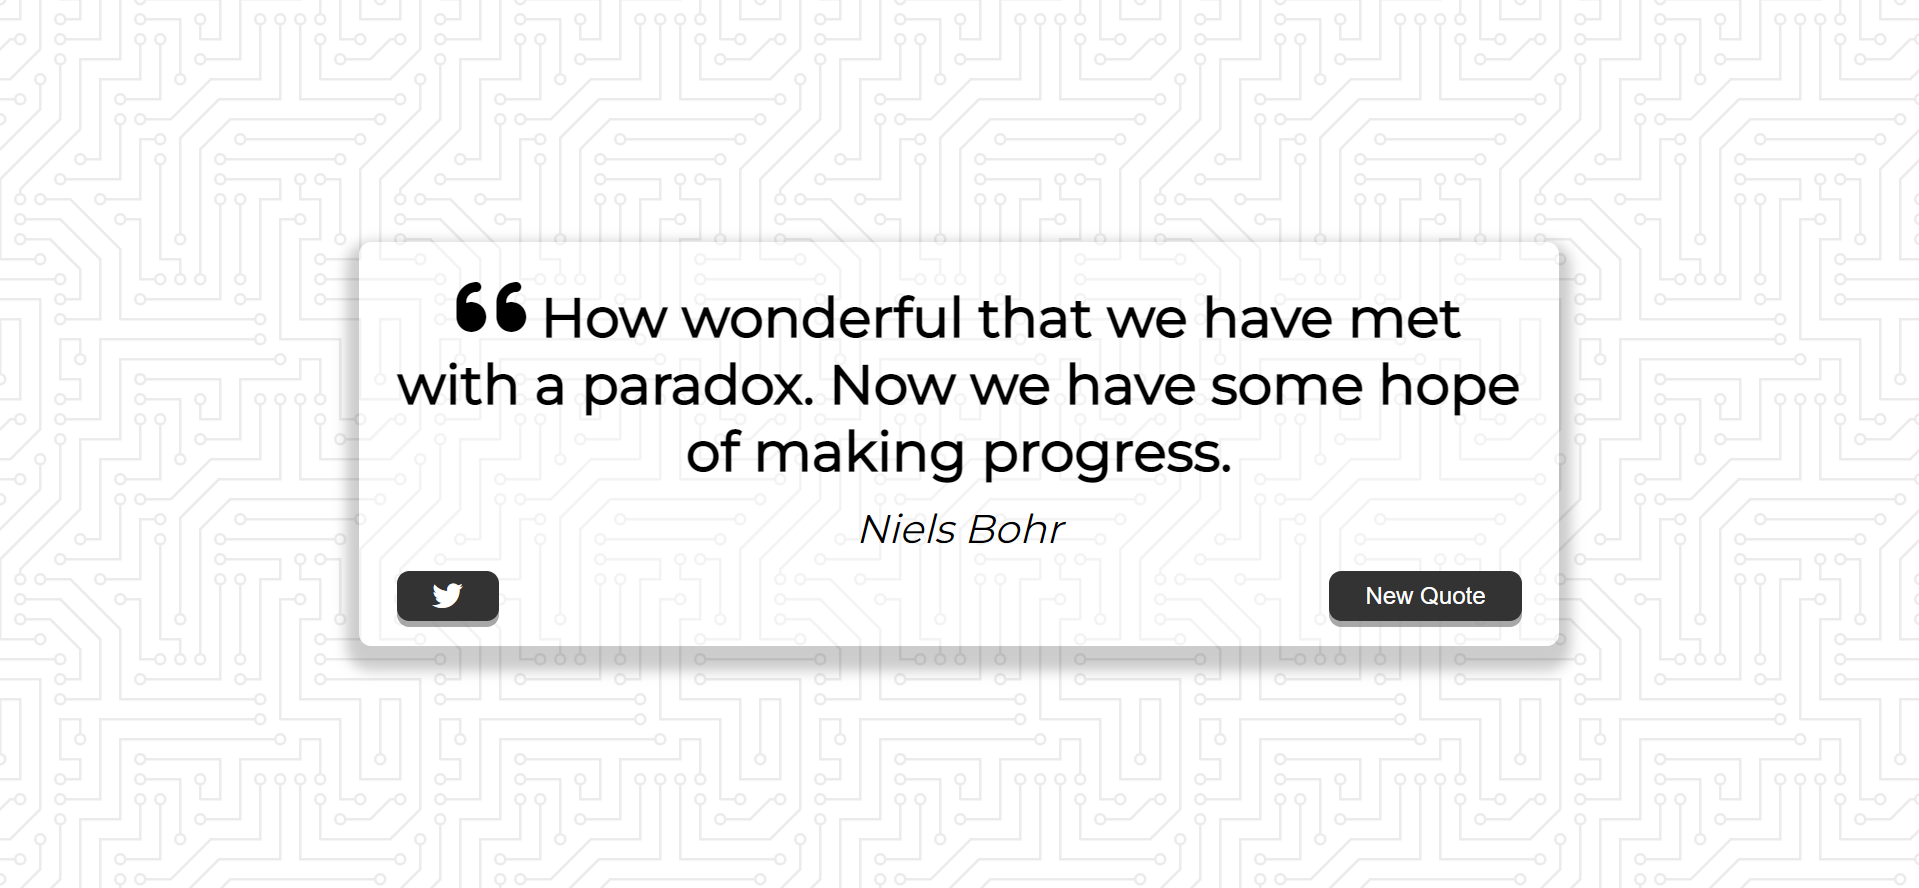 “ How wonderful that we have met
with a paradox. Now we have some hope
of making progress.
Niels Bohr
New Quote